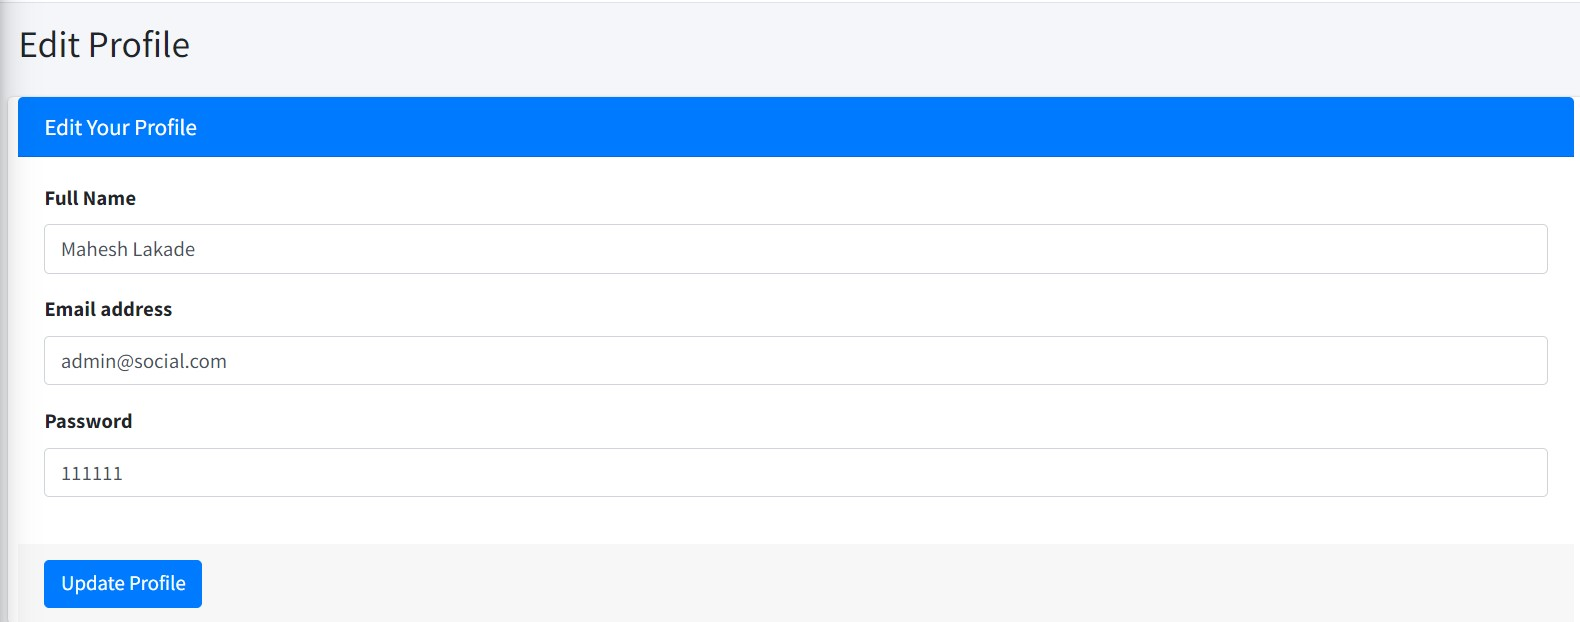 Edit Profile
Edit Your Profile
Full Name
Mahesh Lakade
Email address
admin@social.com
Password
111111
Update Profile